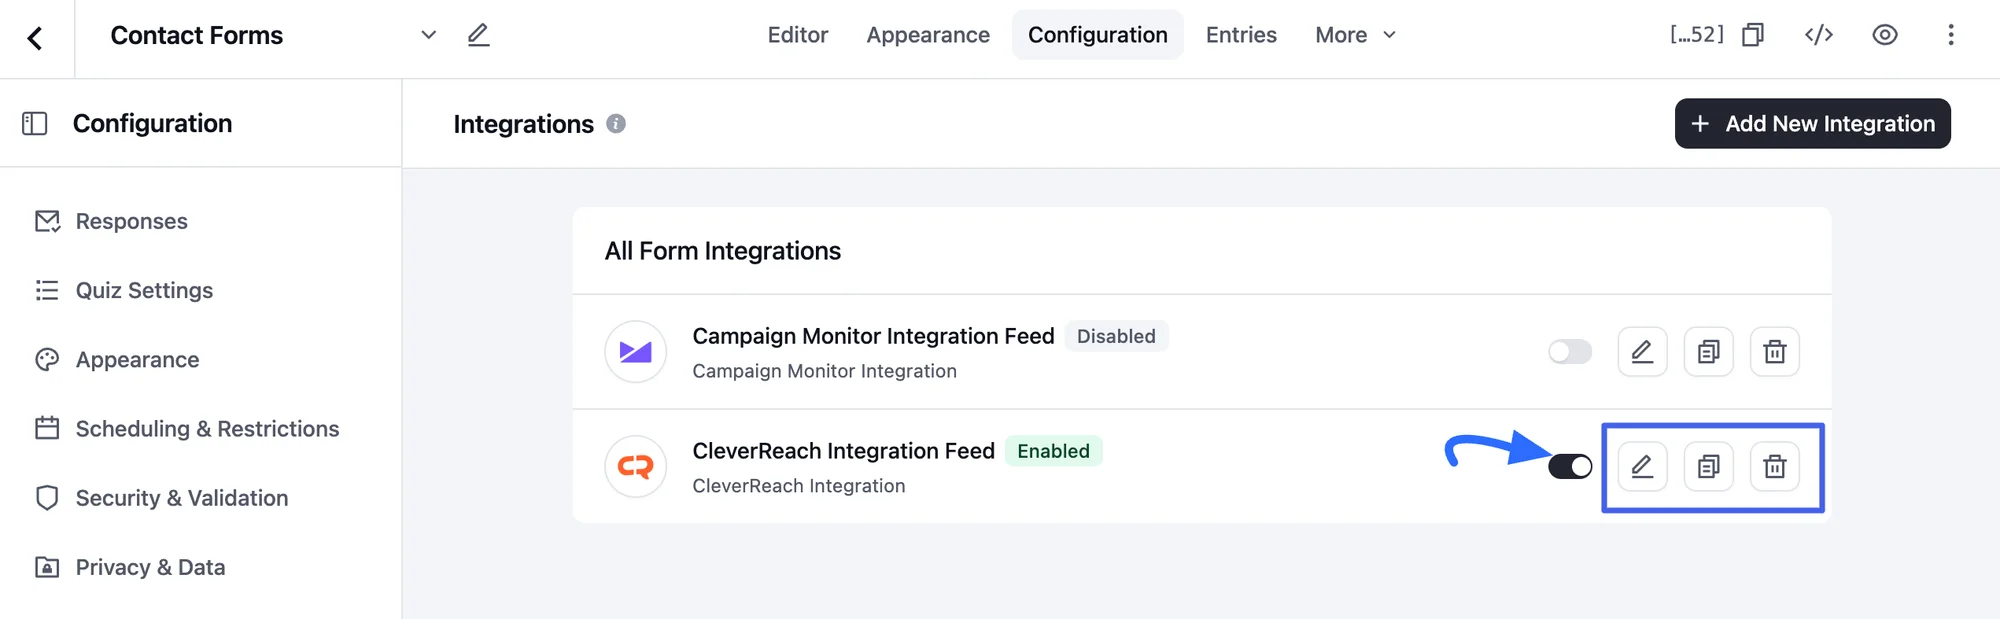 Contact Forms
Editor Appearance Configuration Entries More
[...52]
Configuration
Integrations
+ Add New Integration
Responses
Quiz Settings
Appearance
Scheduling & Restrictions
Security & Validation
Privacy & Data
All Form Integrations
Campaign Monitor Integration Feed Disabled
Campaign Monitor Integration
CleverReach Integration Feed Enabled
CleverReach Integration